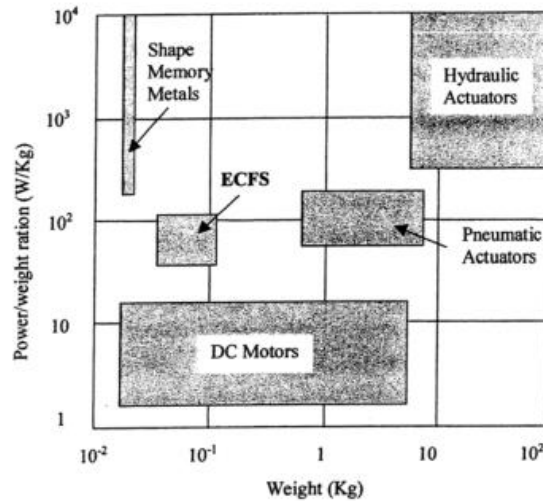 10⁴
Shape
Memory
Metals
Hydraulic
Actuators
10³
ECFS
10²
Pneumatic
Actuators
10
DC Motors
1
10⁻² 10⁻¹ 1 10 10²
Weight (Kg)
Power/weight ration (W/Kg)